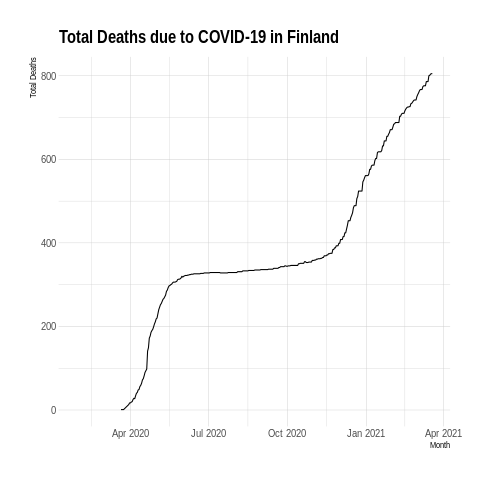 Total Deaths due to COVID-19 in Finland
Total Deaths
800
600
400
200
0
Apr 2020 Jul 2020 Oct 2020 Jan 2021 Apr 2021
Month